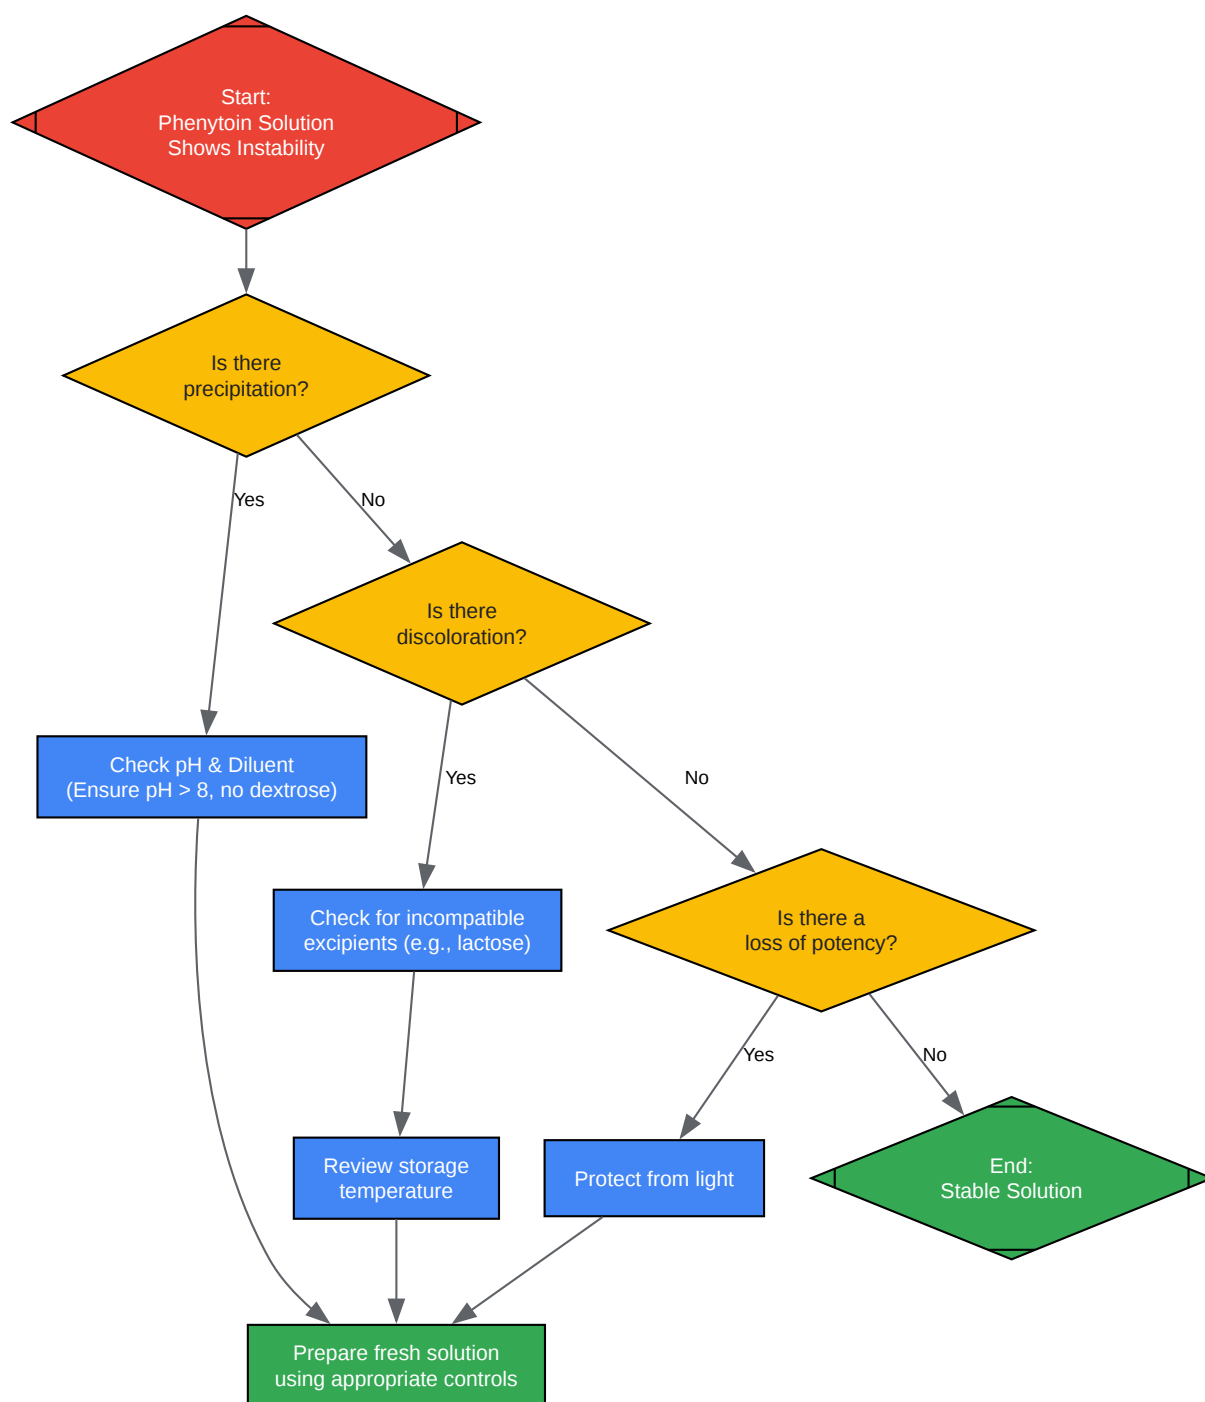 Start:
Phenytoin Solution
Shows Instability
Is there
precipitation?
Yes
No
Is there
discoloration?
Check pH & Diluent
(Ensure pH > 8, no dextrose)
Yes
No
Check for incompatible
excipients (e.g., lactose)
Is there a
loss of potency?
Yes
No
Review storage
temperature
Protect from light
End:
Stable Solution
Prepare fresh solution
using appropriate controls